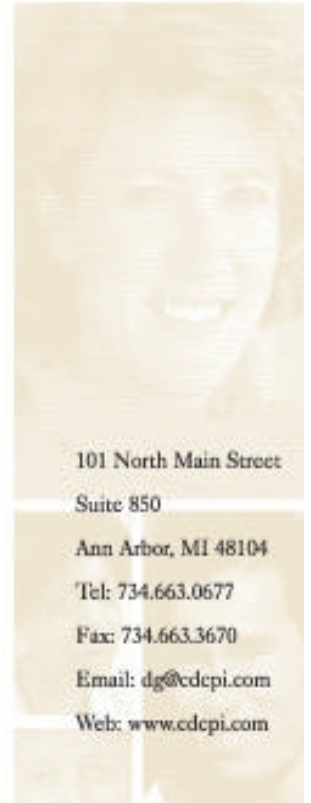 101 North Main Street
Suite 850
Ann Arbor, MI 48104
Tel: 734.663.0677
Fax: 734.663.3670
Email: dg@cdcpi.com
Web: www.cdcpi.com